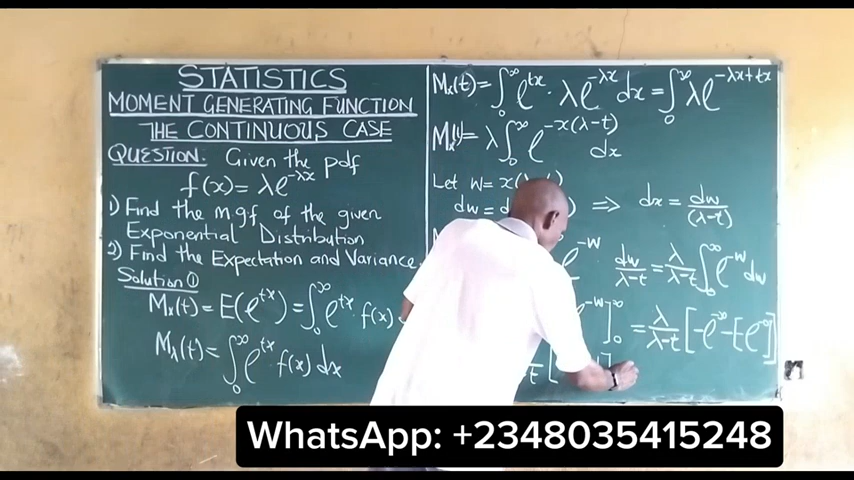 STATISTICS
MOMENT GENERATING FUNCTION
THE CONTINUOUS CASE
QUESTION: Given the pdf
f(x) = λe^{-λx}
1) Find the m.g.f of the given
Exponential Distribution
2) Find the Expectation and Variance
Solution ①
Mₓ(t) = E(e^{tx}) = ∫₀^∞ e^{tx} · f(x)
M_λ(t) = ∫₀^∞ e^{tx} f(x) dx
Mₓ(t) = ∫₀^∞ e^{tx} · λe^{-λx} dx = ∫₀^∞ λe^{-λx+tx}
Mₓ(t) = λ ∫₀^∞ e^{-x(λ-t)} dx
Let W = x(
dw = ) ⇒ dx = dw/(λ-t)
e^{-w} dw/(λ-t) = λ/(λ-t) ∫₀^∞ e^{-w} dw
e^{-w}]₀^∞ = λ/(λ-t) [-e^{-∞} - [-e^{-0}]]
WhatsApp: +2348035415248